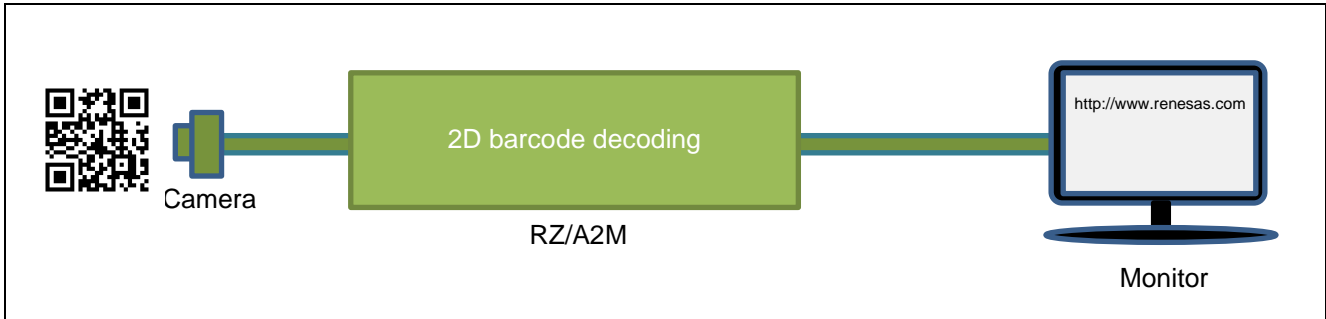 http://www.renesas.com
2D barcode decoding
Camera
RZ/A2M
Monitor